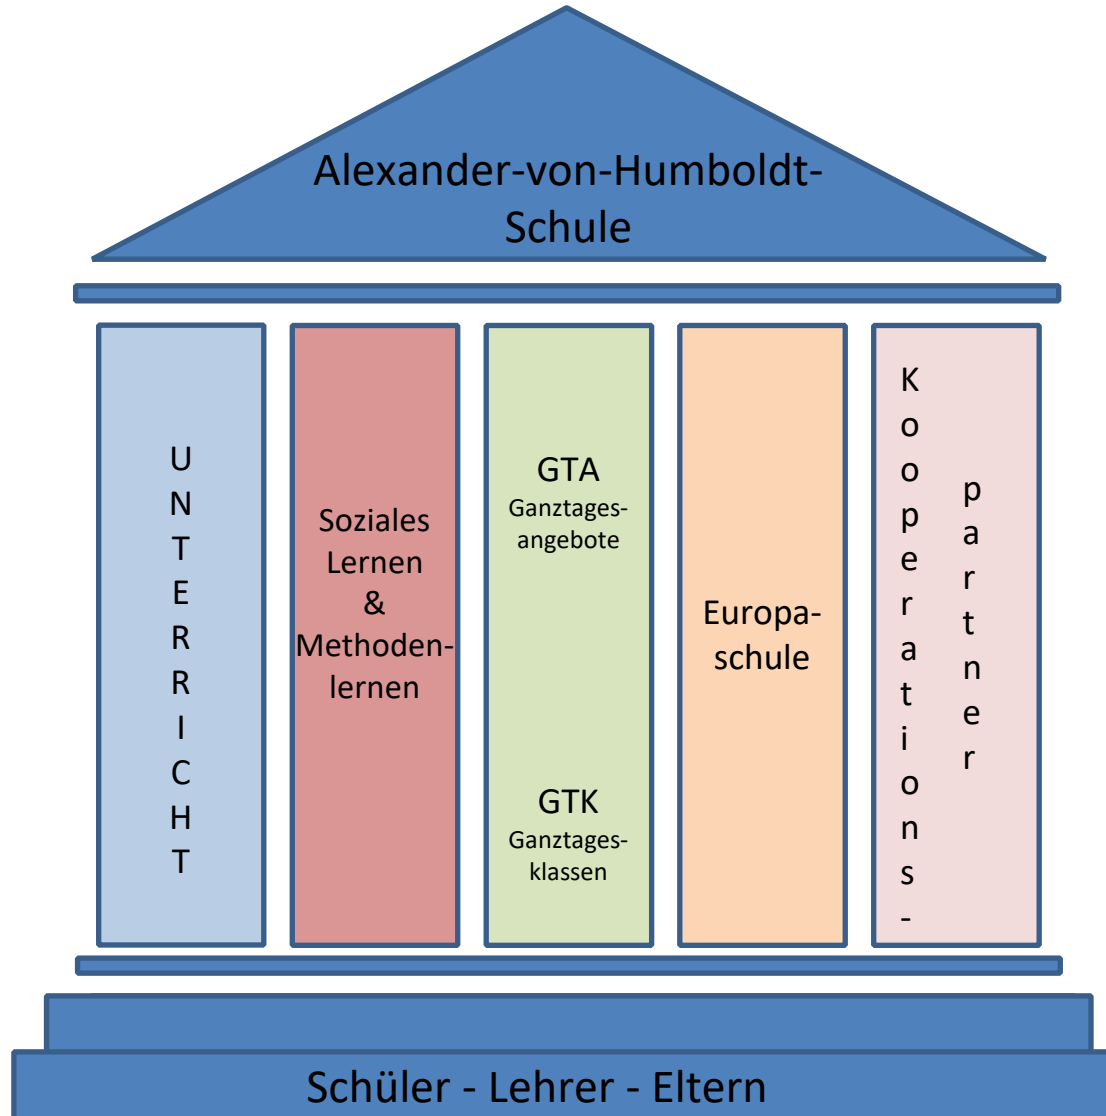 Alexander-von-Humboldt-
Schule
UNTERRICHT
Soziales
Lernen
&
Methoden-
lernen
GTA
Ganztages-
angebote
GTK
Ganztages-
klassen
Europa-
schule
Kooperations-
partner
Schüler - Lehrer - Eltern